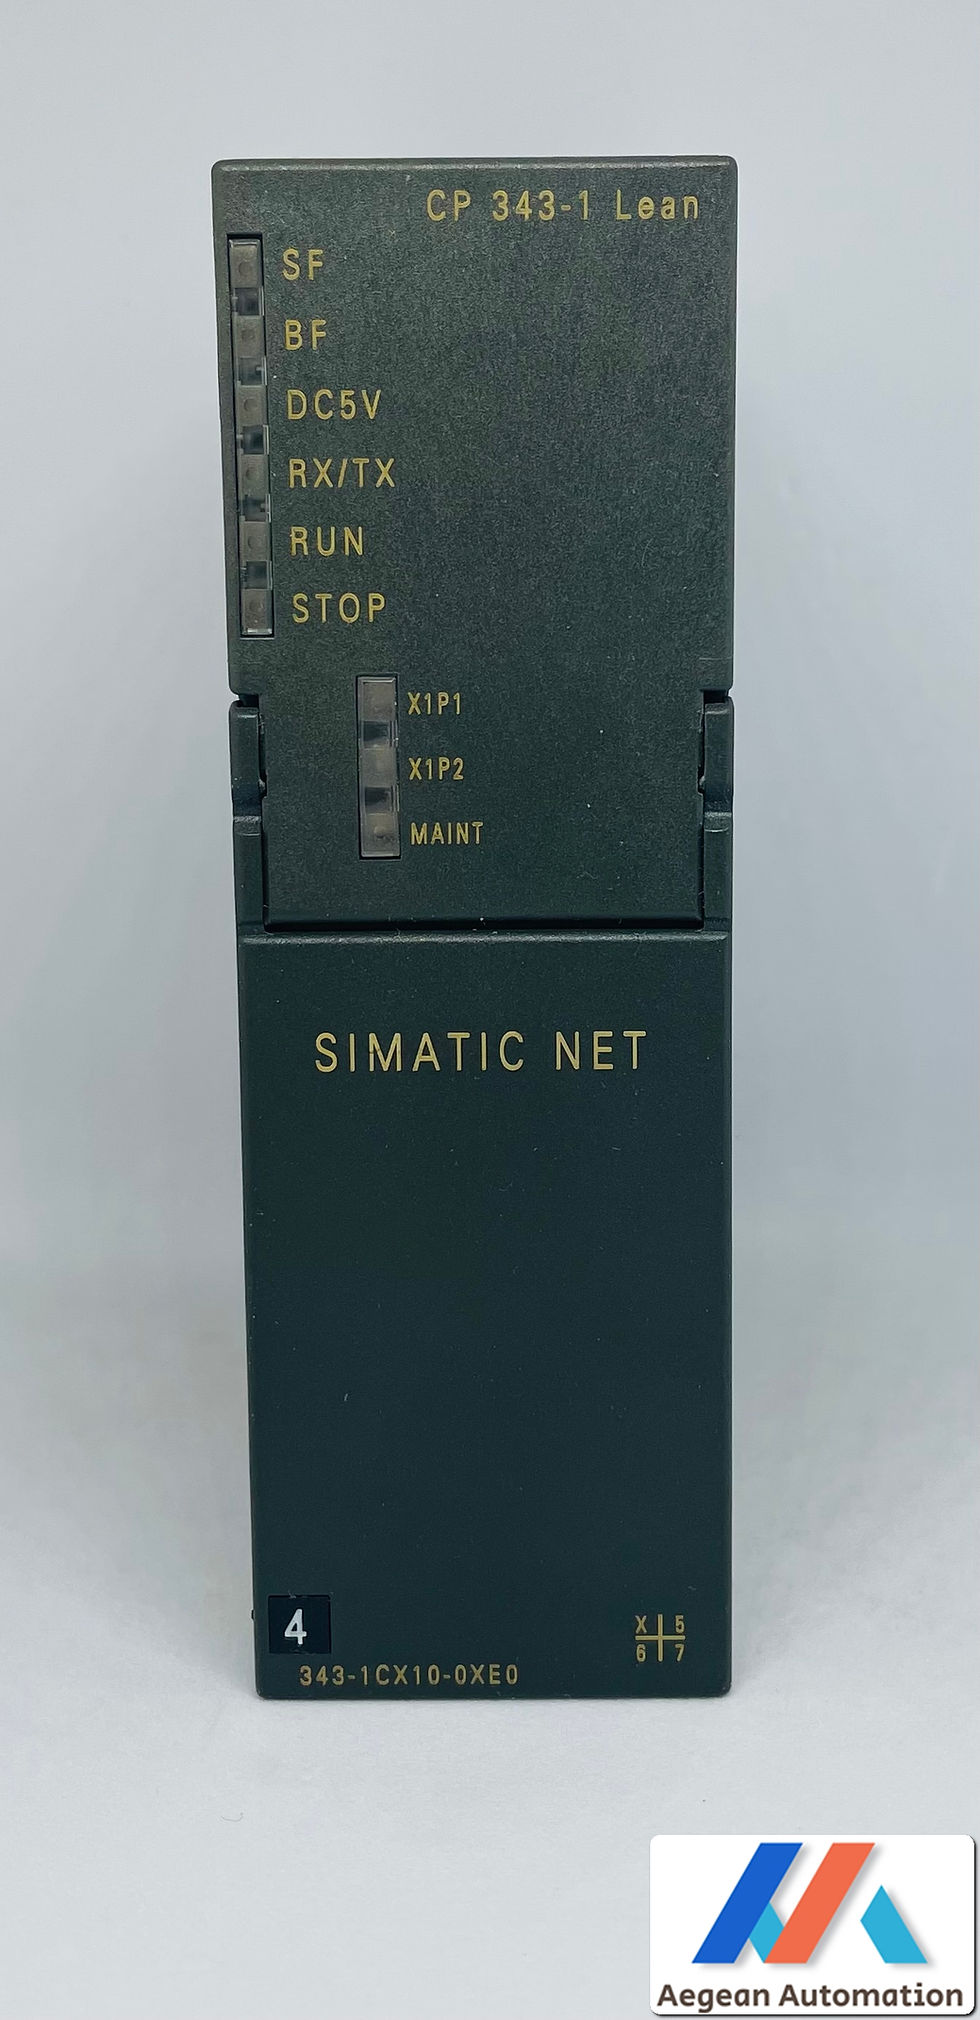 CP 343-1 Lean
SF
BF
DC5V
RX/TX
RUN
STOP
X1P1
X1P2
MAINT
SIMATIC NET
4
X 5
6 7
343-1CX10-0XE0
Aegean Automation